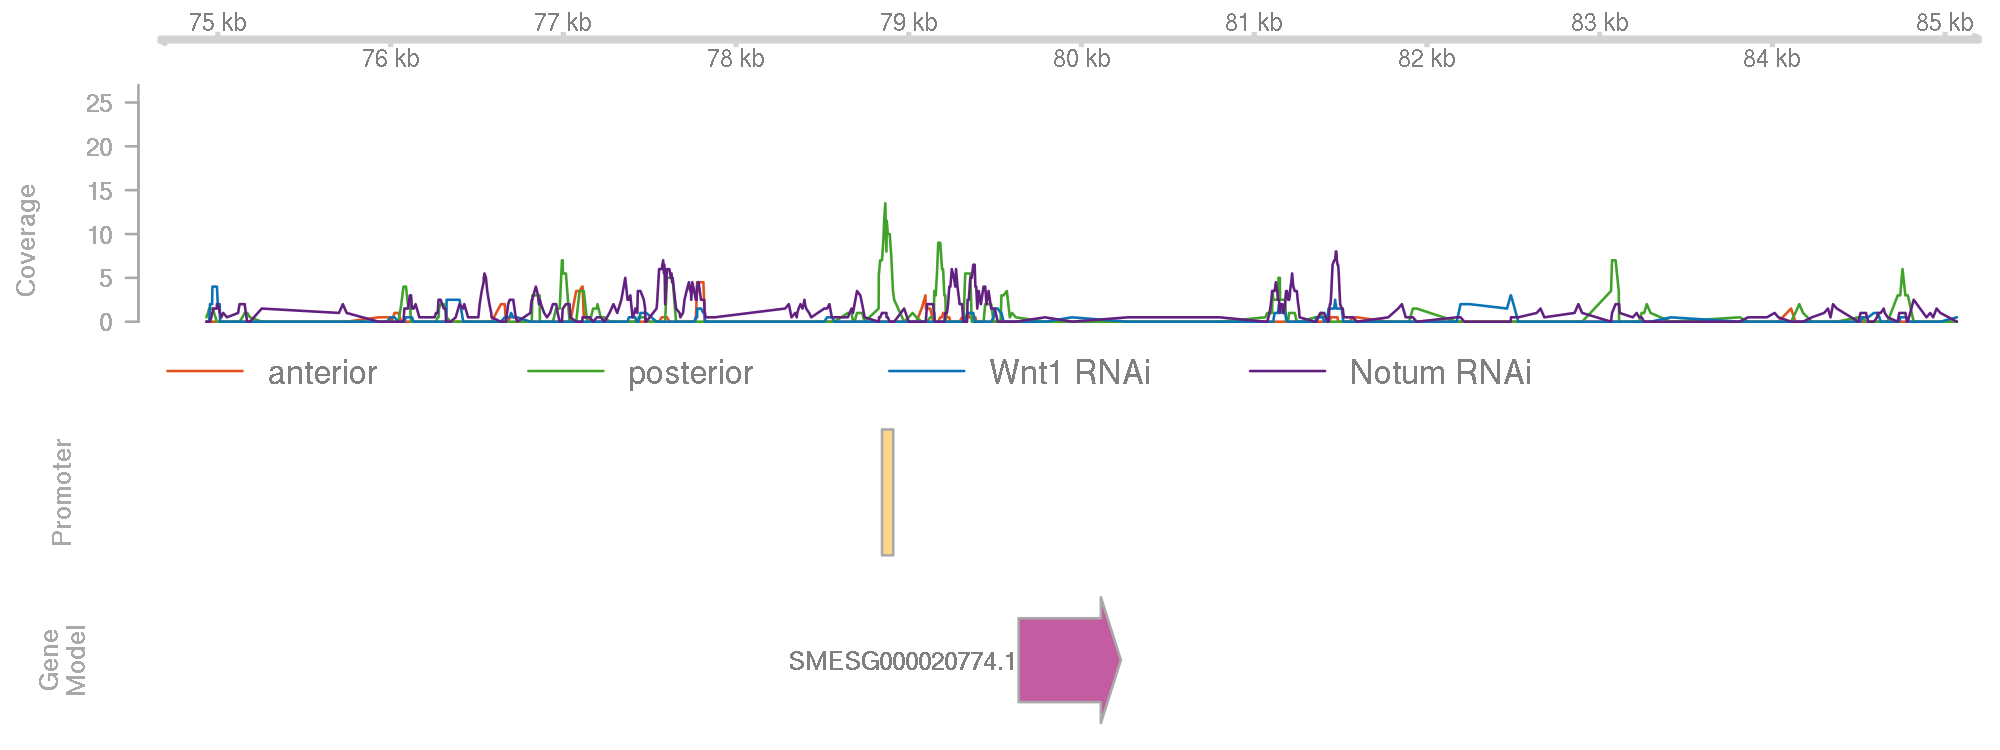 75 kb 77 kb 79 kb 81 kb 83 kb 85 kb
76 kb 78 kb 80 kb 82 kb 84 kb
Coverage
25
20
15
10
5
0
anterior posterior Wnt1 RNAi Notum RNAi
Promoter
Gene
Model
SMESG000020774.1